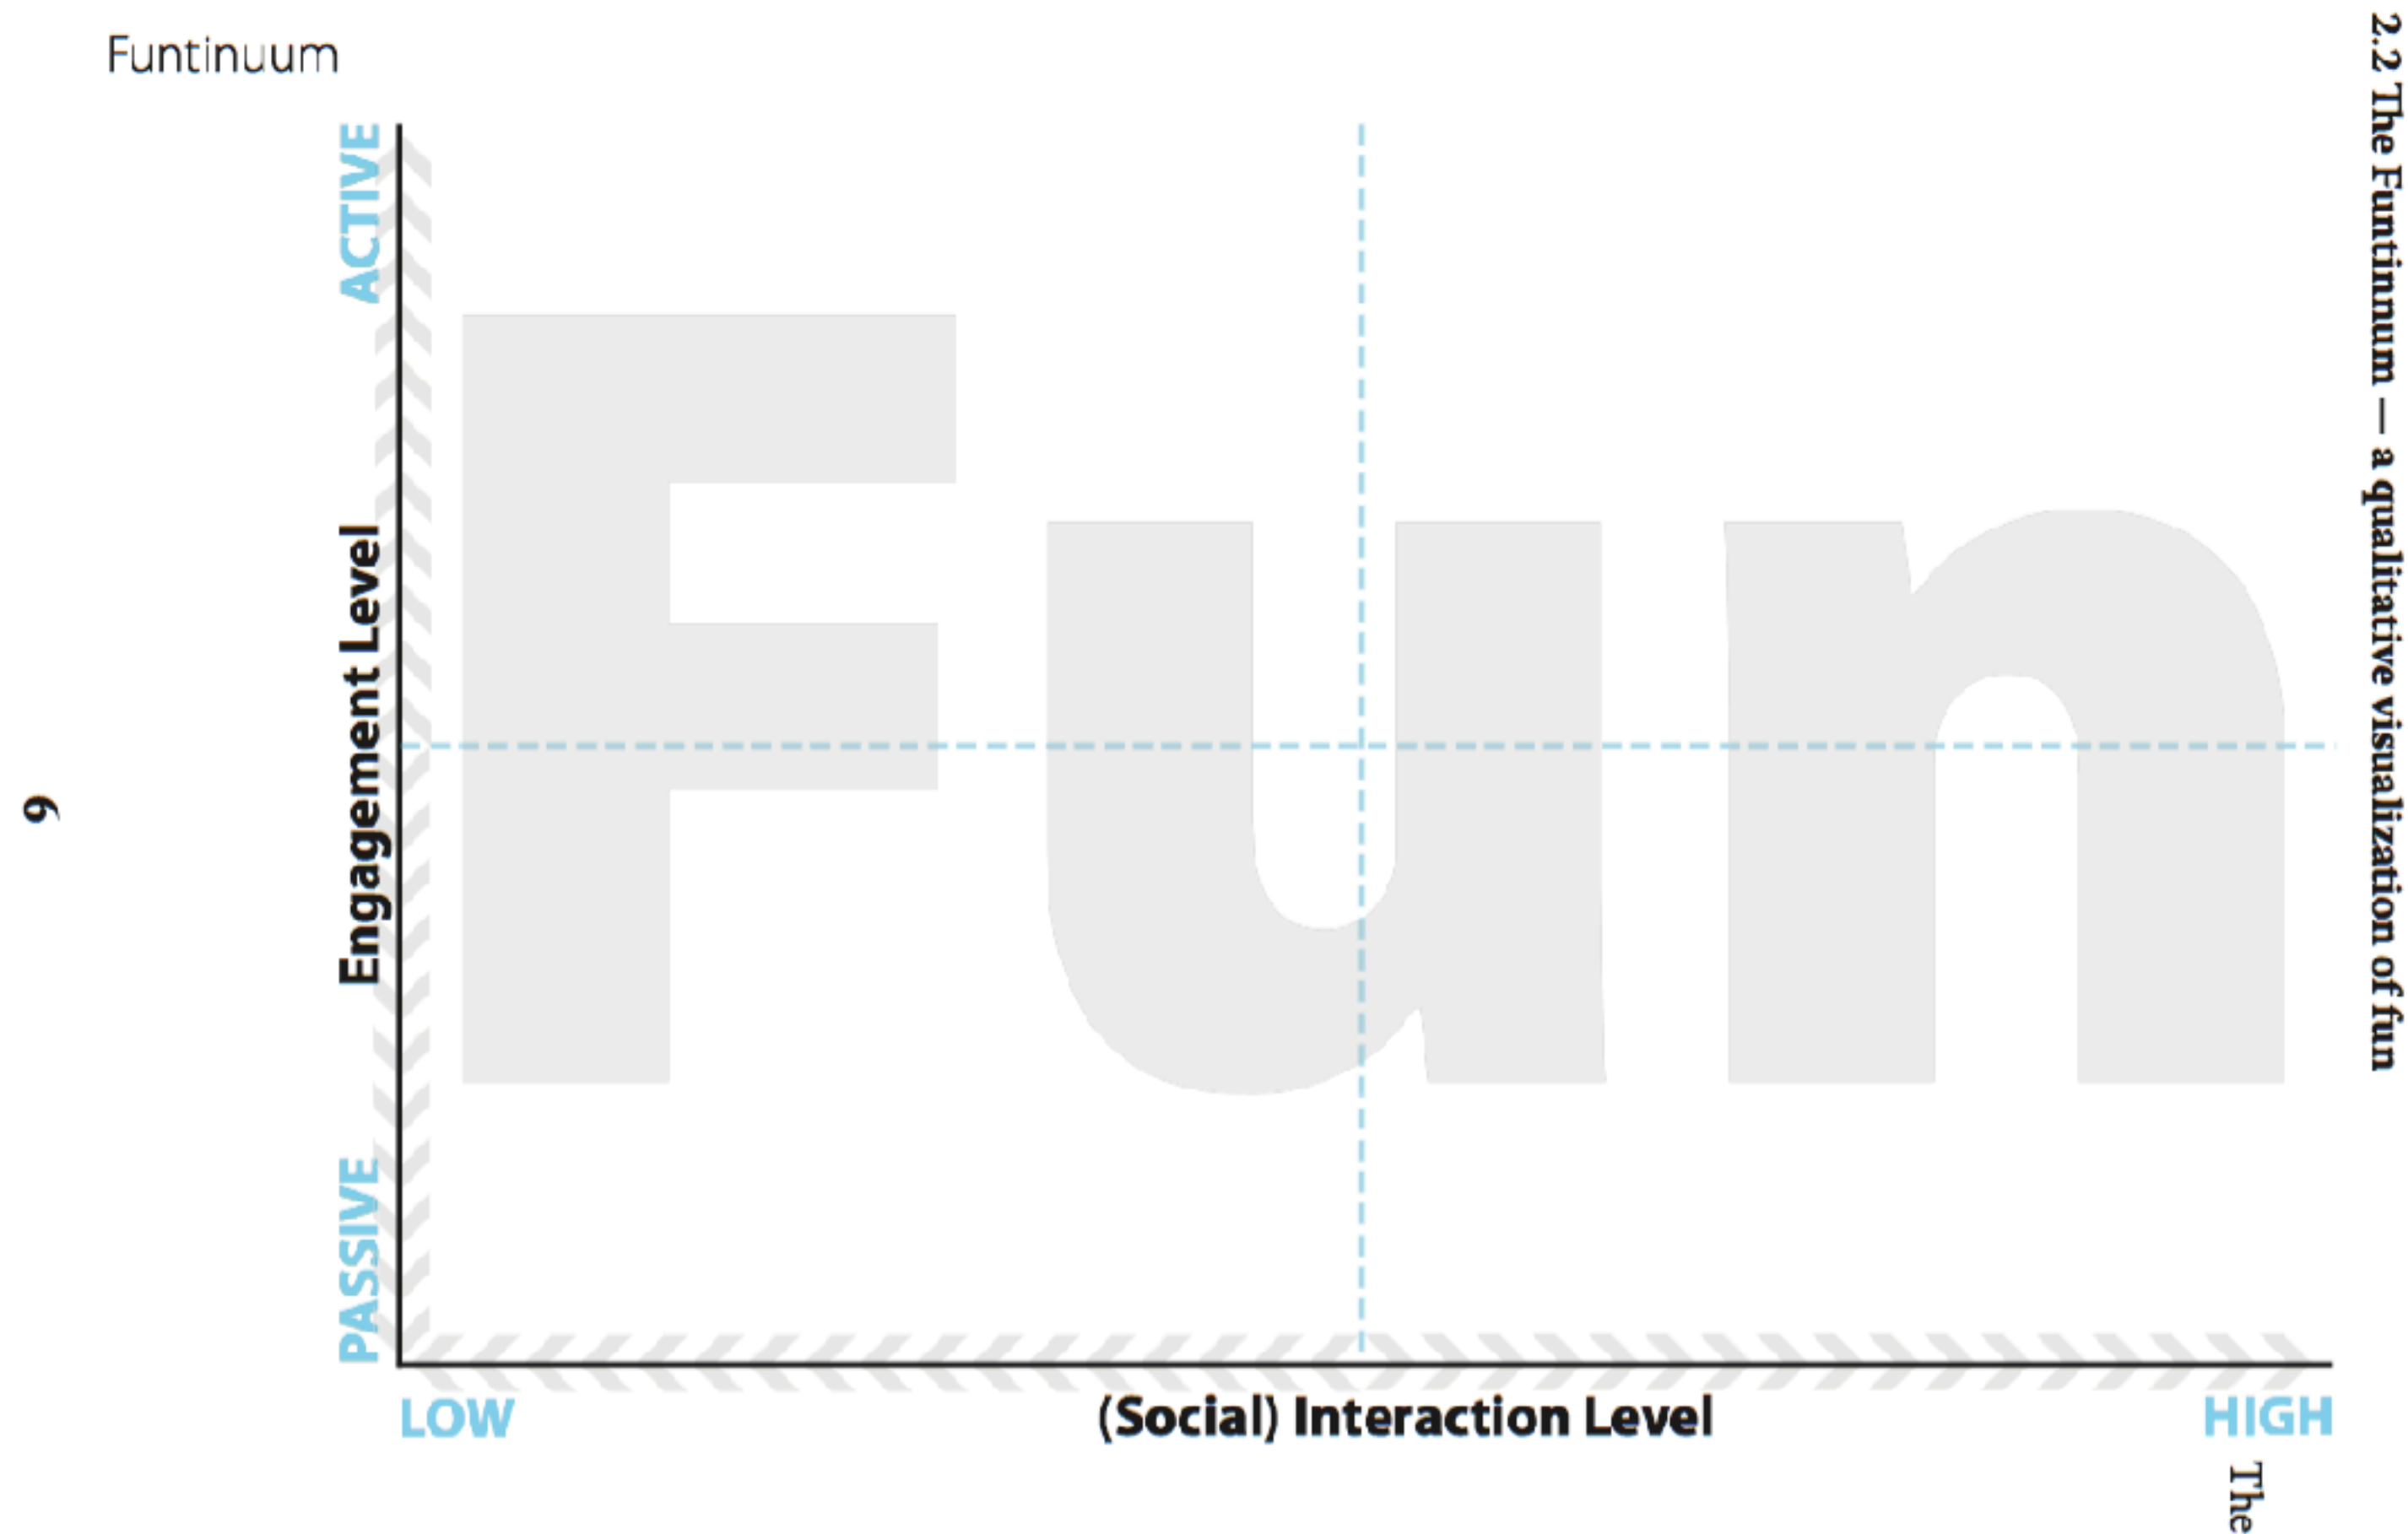 2.2 The Funtinuum — a qualitative visualization of fun
Funtinuum
ACTIVE
Engagement Level
PASSIVE
Fun
LOW
(Social) Interaction Level
HIGH
The
9